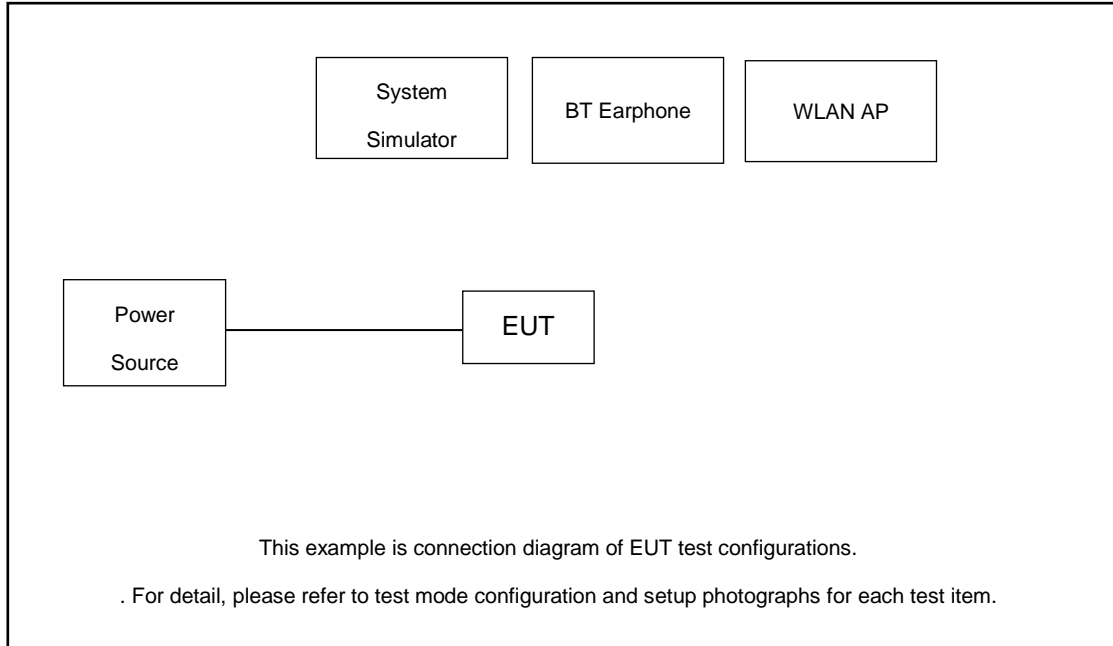 System
Simulator
BT Earphone
WLAN AP
Power
Source
EUT
This example is connection diagram of EUT test configurations.
. For detail, please refer to test mode configuration and setup photographs for each test item.